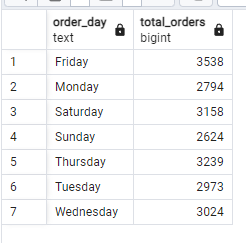 order_day total_orders
text bigint
1 Friday 3538
2 Monday 2794
3 Saturday 3158
4 Sunday 2624
5 Thursday 3239
6 Tuesday 2973
7 Wednesday 3024